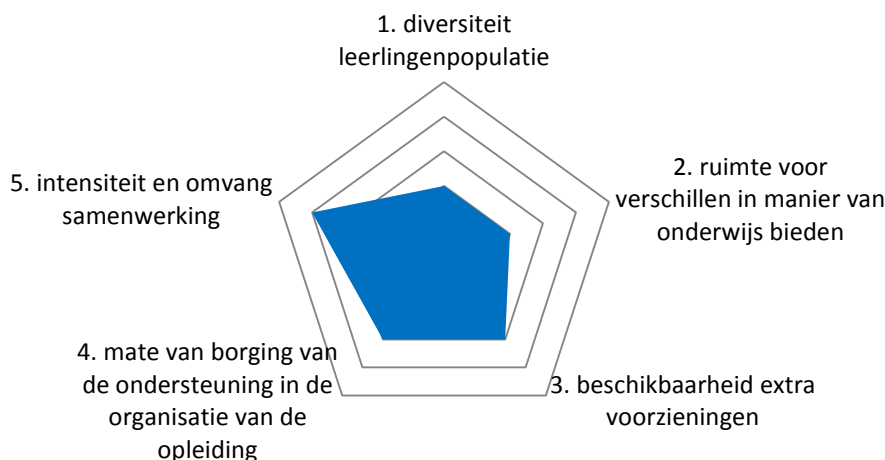 1. diversiteit
leerlingenpopulatie
2. ruimte voor
verschillen in manier van
onderwijs bieden
3. beschikbaarheid extra
voorzieningen
4. mate van borging van
de ondersteuning in de
organisatie van de
opleiding
5. intensiteit en omvang
samenwerking